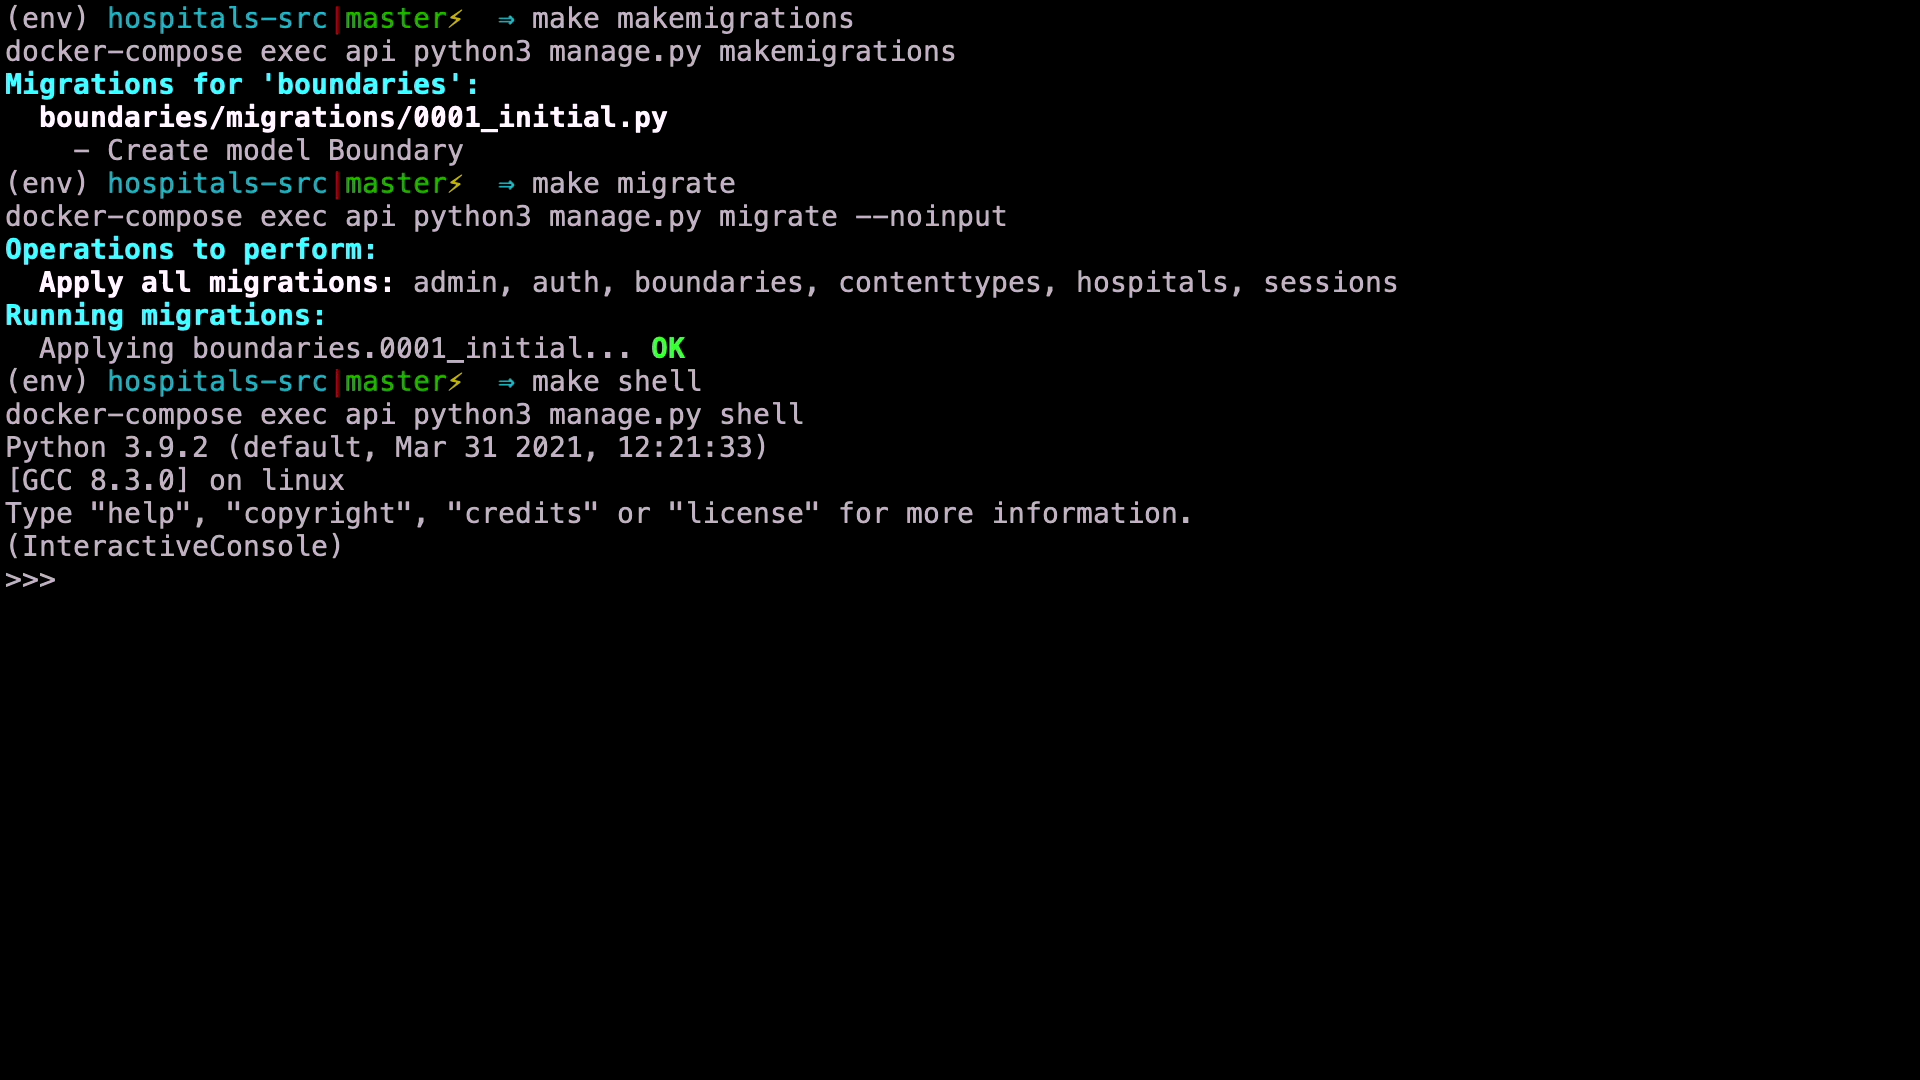 (env) hospitals-src|master⚡  ⇒ make makemigrations
docker-compose exec api python3 manage.py makemigrations
Migrations for 'boundaries':
  boundaries/migrations/0001_initial.py
    - Create model Boundary
(env) hospitals-src|master⚡  ⇒ make migrate
docker-compose exec api python3 manage.py migrate --noinput
Operations to perform:
  Apply all migrations: admin, auth, boundaries, contenttypes, hospitals, sessions
Running migrations:
  Applying boundaries.0001_initial... OK
(env) hospitals-src|master⚡  ⇒ make shell
docker-compose exec api python3 manage.py shell
Python 3.9.2 (default, Mar 31 2021, 12:21:33)
[GCC 8.3.0] on linux
Type "help", "copyright", "credits" or "license" for more information.
(InteractiveConsole)
>>>